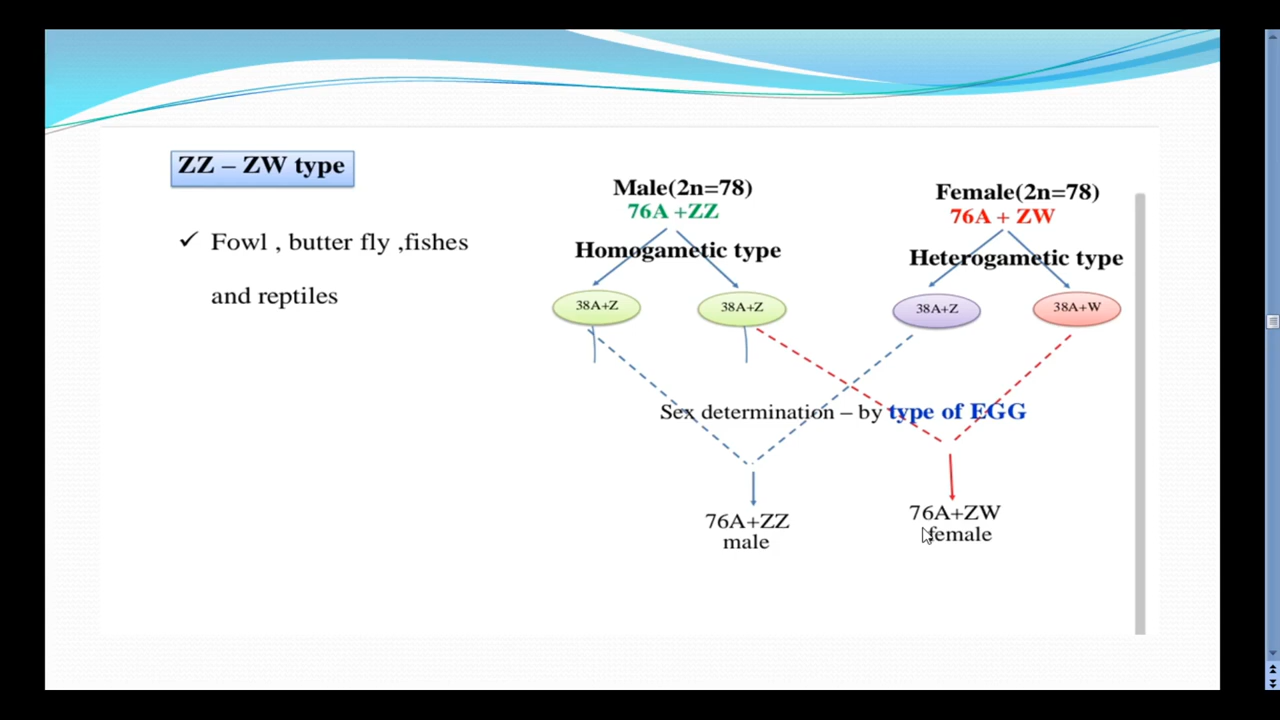 ZZ – ZW type
✓ Fowl , butter fly ,fishes
and reptiles
Male(2n=78)
76A +ZZ
Homogametic type
38A+Z 38A+Z
Female(2n=78)
76A + ZW
Heterogametic type
38A+Z 38A+W
Sex determination – by type of EGG
76A+ZZ
male
76A+ZW
female